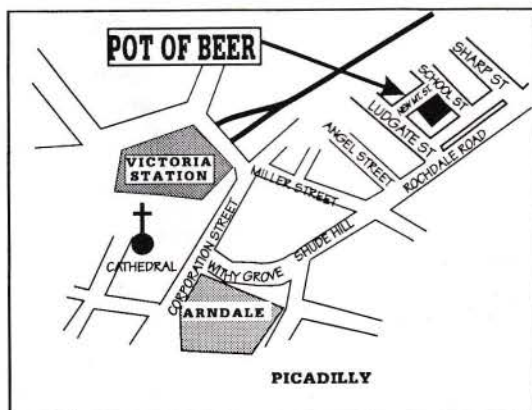 POT OF BEER
SHARP ST
SCHOOL ST
NEW MT. ST.
LUDGATE ST
ANGEL STREET
ROCHDALE ROAD
VICTORIA
STATION
MILLER STREET
SHUDE HILL
CORPORATION STREET
CATHEDRAL
WITHY GROVE
ARNDALE
PICADILLY